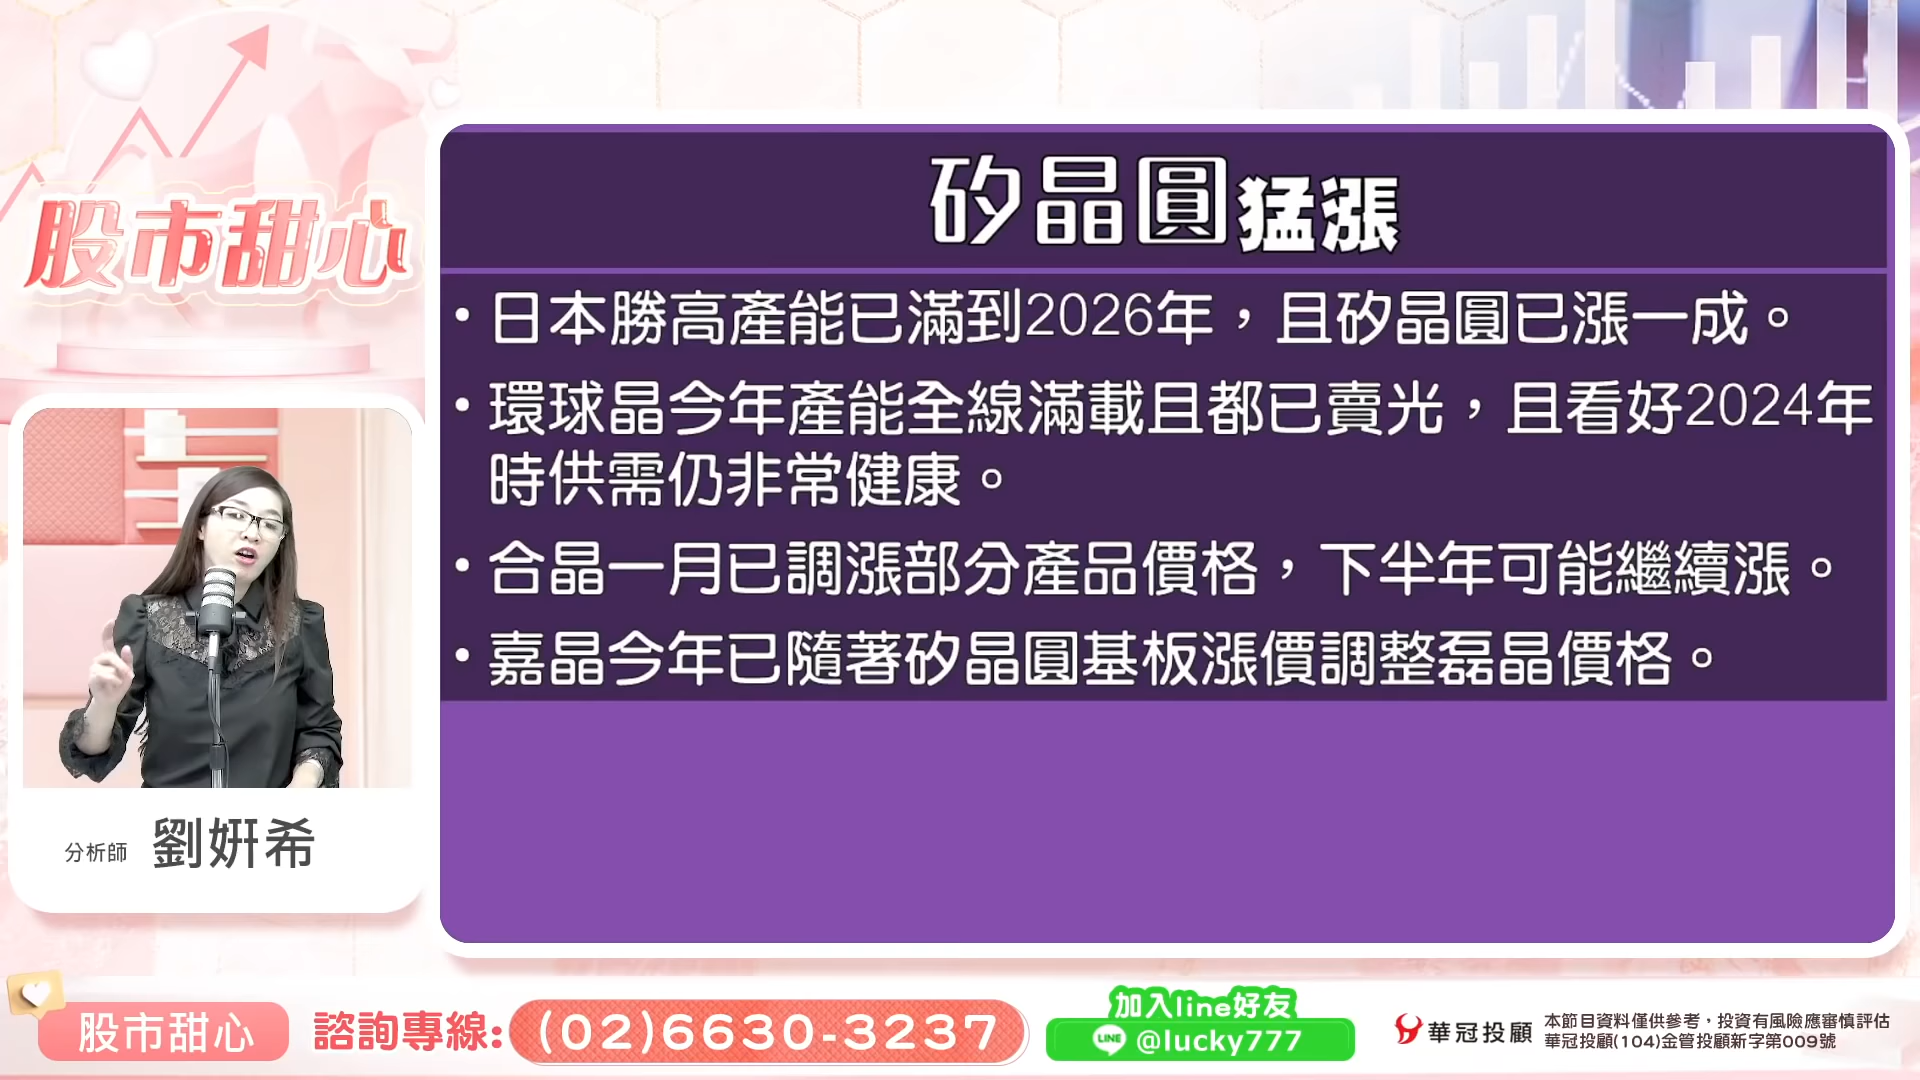 股市甜心
矽晶圓猛漲
•日本勝高產能已滿到2026年，且矽晶圓已漲一成。
•環球晶今年產能全線滿載且都已賣光，且看好2024年
時供需仍非常健康。
•合晶一月已調漲部分產品價格，下半年可能繼續漲。
•嘉晶今年已隨著矽晶圓基板漲價調整磊晶價格。
分析師 劉妍希
股市甜心
諮詢專線:(02)6630-3237
加入line好友
LINE @lucky777
華冠投顧
本節目資料僅供參考，投資有風險應審慎評估
華冠投顧(104)金管投顧新字第009號